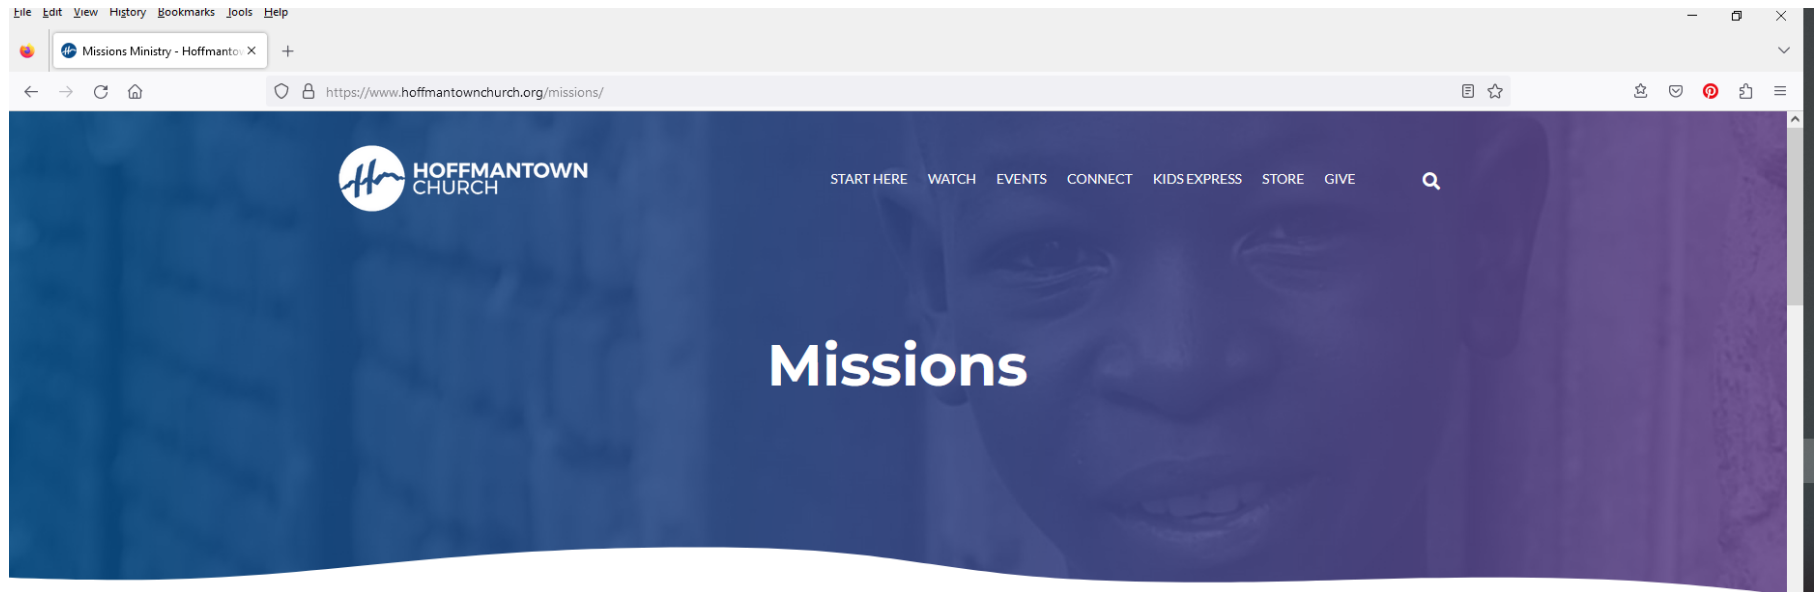 File Edit View History Bookmarks Tools Help
Missions Ministry - Hoffmantov
https://www.hoffmantownchurch.org/missions/
HOFFMANTOWN
CHURCH
START HERE WATCH EVENTS CONNECT KIDS EXPRESS STORE GIVE
Missions